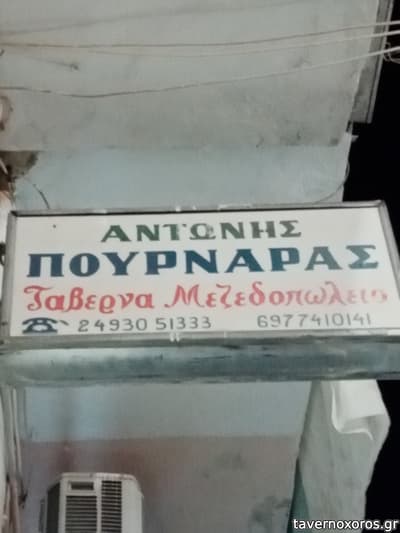 ΑΝΤΩΝΗΣ
ΠΟΥΡΝΑΡΑΣ
Ταβερνα Μεζεδοπωλειο
☎ 24930 51333 6977410141
tavernoxoros.gr